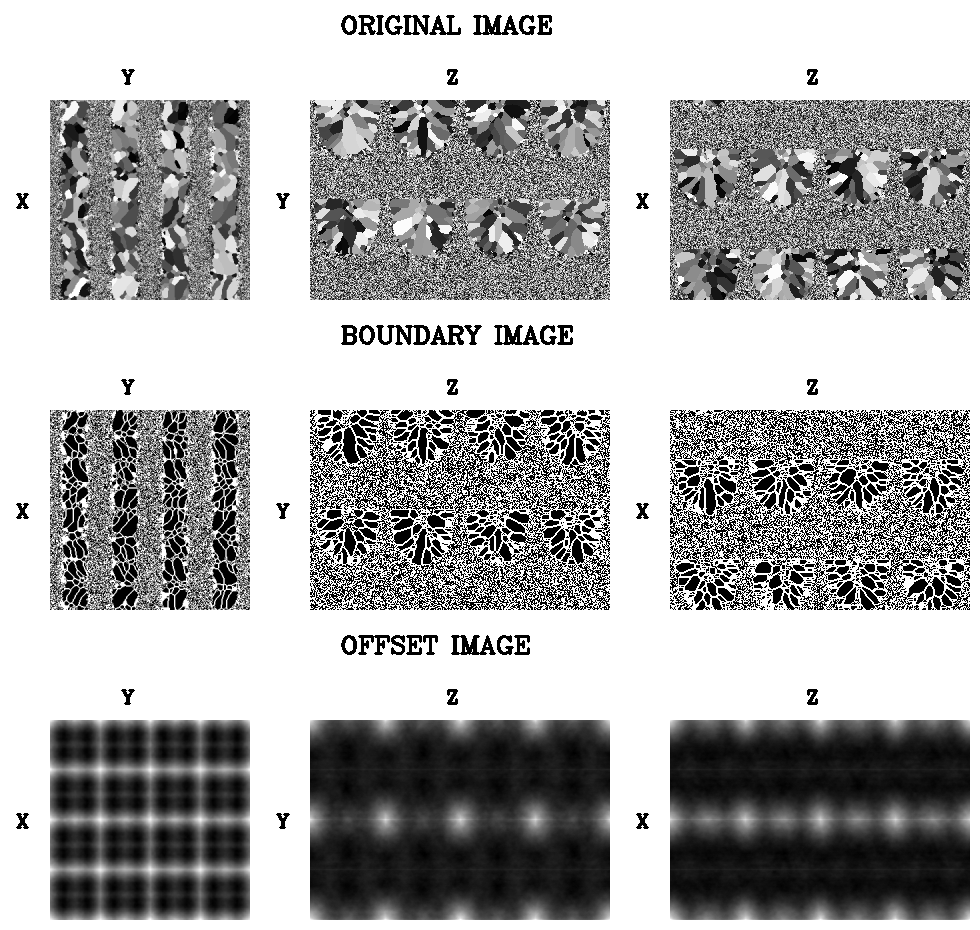 ORIGINAL IMAGE
Y Z Z
X Y X
BOUNDARY IMAGE
Y Z Z
X Y X
OFFSET IMAGE
Y Z Z
X Y X